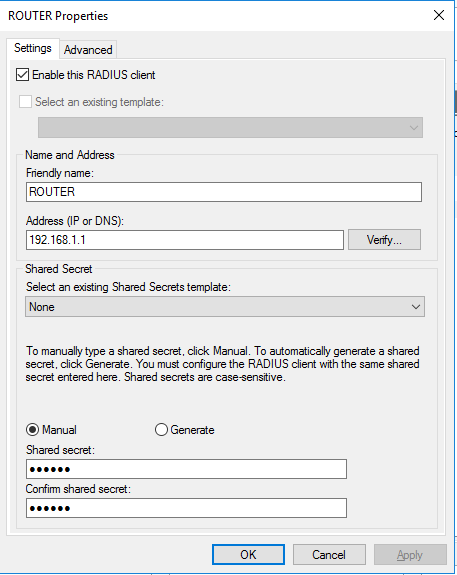 ROUTER Properties
Settings
Advanced
Enable this RADIUS client
Select an existing template:
Name and Address
Friendly name:
ROUTER
Address (IP or DNS):
192.168.1.1
Verify...
Shared Secret
Select an existing Shared Secrets template:
None
To manually type a shared secret, click Manual. To automatically generate a shared
secret, click Generate. You must configure the RADIUS client with the same shared
secret entered here. Shared secrets are case-sensitive.
Manual
Generate
Shared secret:
●●●●●●
Confirm shared secret:
●●●●●●
OK
Cancel
Apply